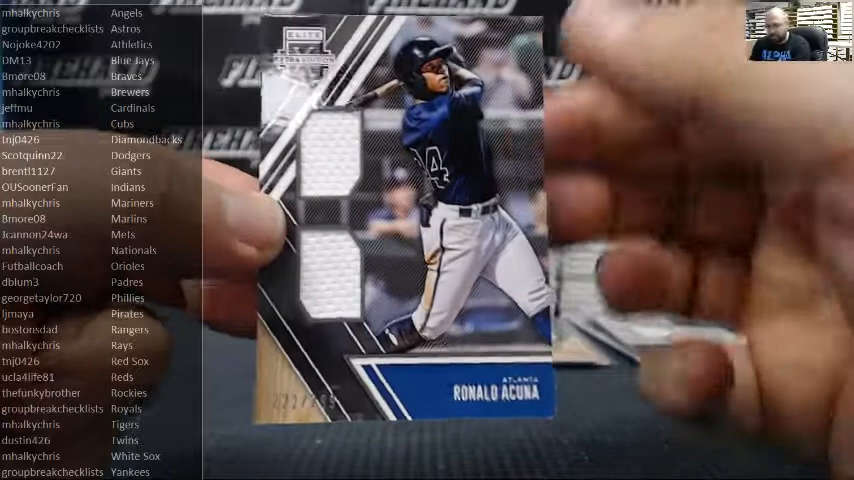 mhalkychris Angels
groupbreakchecklists Astros
Nojoke4202 Athletics
DM13 Blue Jays
Bmore08 Braves
mhalkychris Brewers
jeffmu Cardinals
mhalkychris Cubs
tnj0426 Diamondbacks
Scotquinn22 Dodgers
brentl1127 Giants
OUSoonerFan Indians
mhalkychris Mariners
Bmore08 Marlins
Jcannon24wa Mets
mhalkychris Nationals
Futballcoach Orioles
dblum3 Padres
georgetaylor720 Phillies
ljmaya Pirates
bostonsdad Rangers
mhalkychris Rays
tnj0426 Red Sox
ucla4life81 Reds
thefunkybrother Rockies
groupbreakchecklists Royals
mhalkychris Tigers
dustin426 Twins
mhalkychris White Sox
groupbreakchecklists Yankees
ELITE
EXTRA EDITION
ATLANTA
RONALD ACUNA